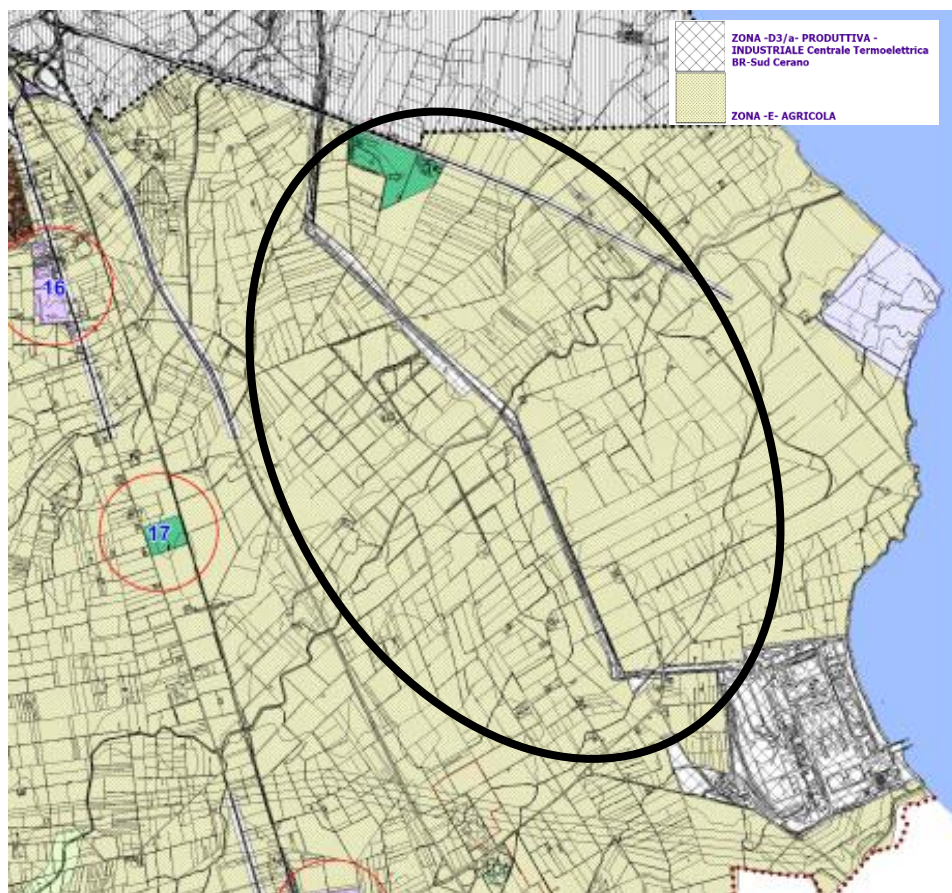 ZONA -D3/a- PRODUTTIVA -
INDUSTRIALE Centrale Termoelettrica
BR-Sud Cerano
ZONA -E- AGRICOLA
16
17